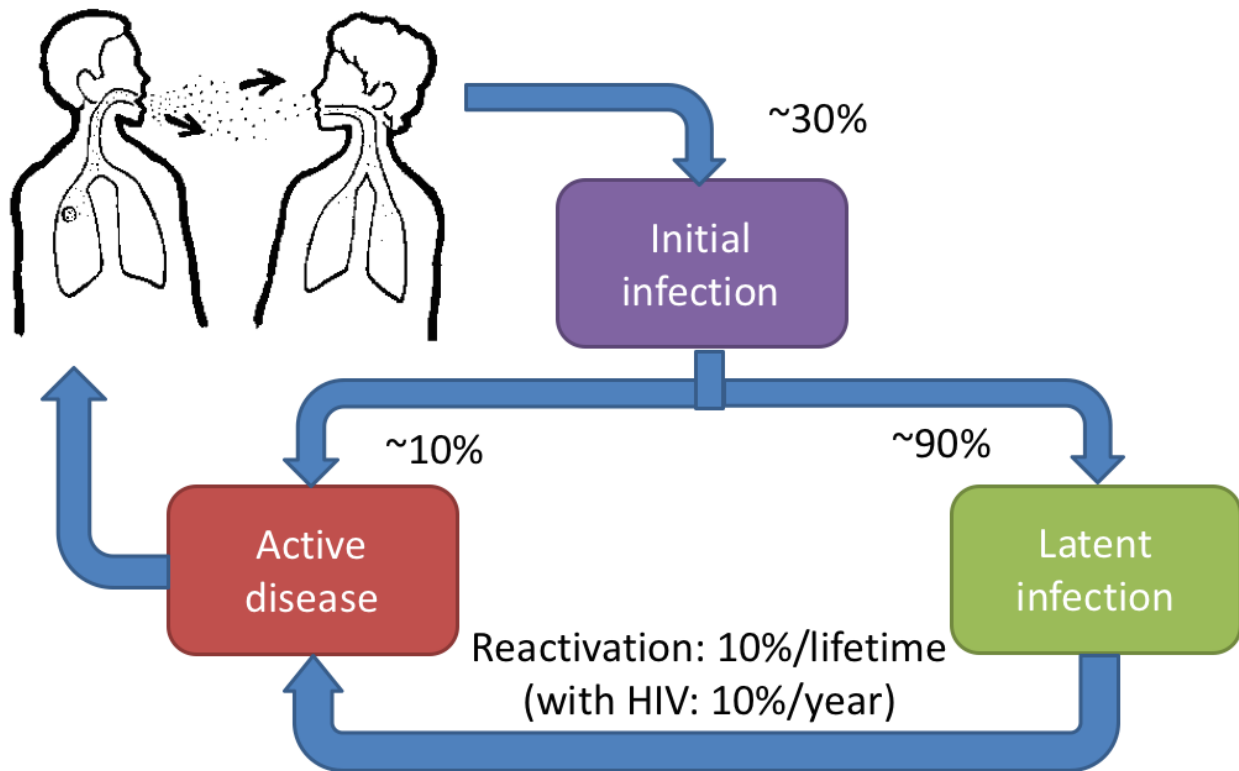 ~30%
Initial
infection
~10%
~90%
Active
disease
Latent
infection
Reactivation: 10%/lifetime
(with HIV: 10%/year)